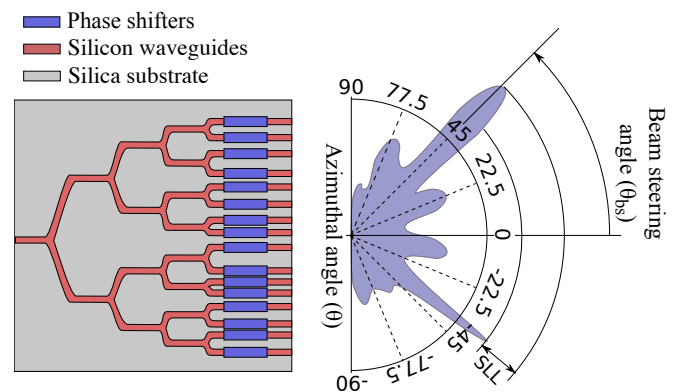 Phase shifters
Silicon waveguides
Silica substrate
90
77.5
45
22.5
0
-22.5
-45
-77.5
-90
Azimuthal angle (θ)
Beam steering
angle (θbs)
SLL